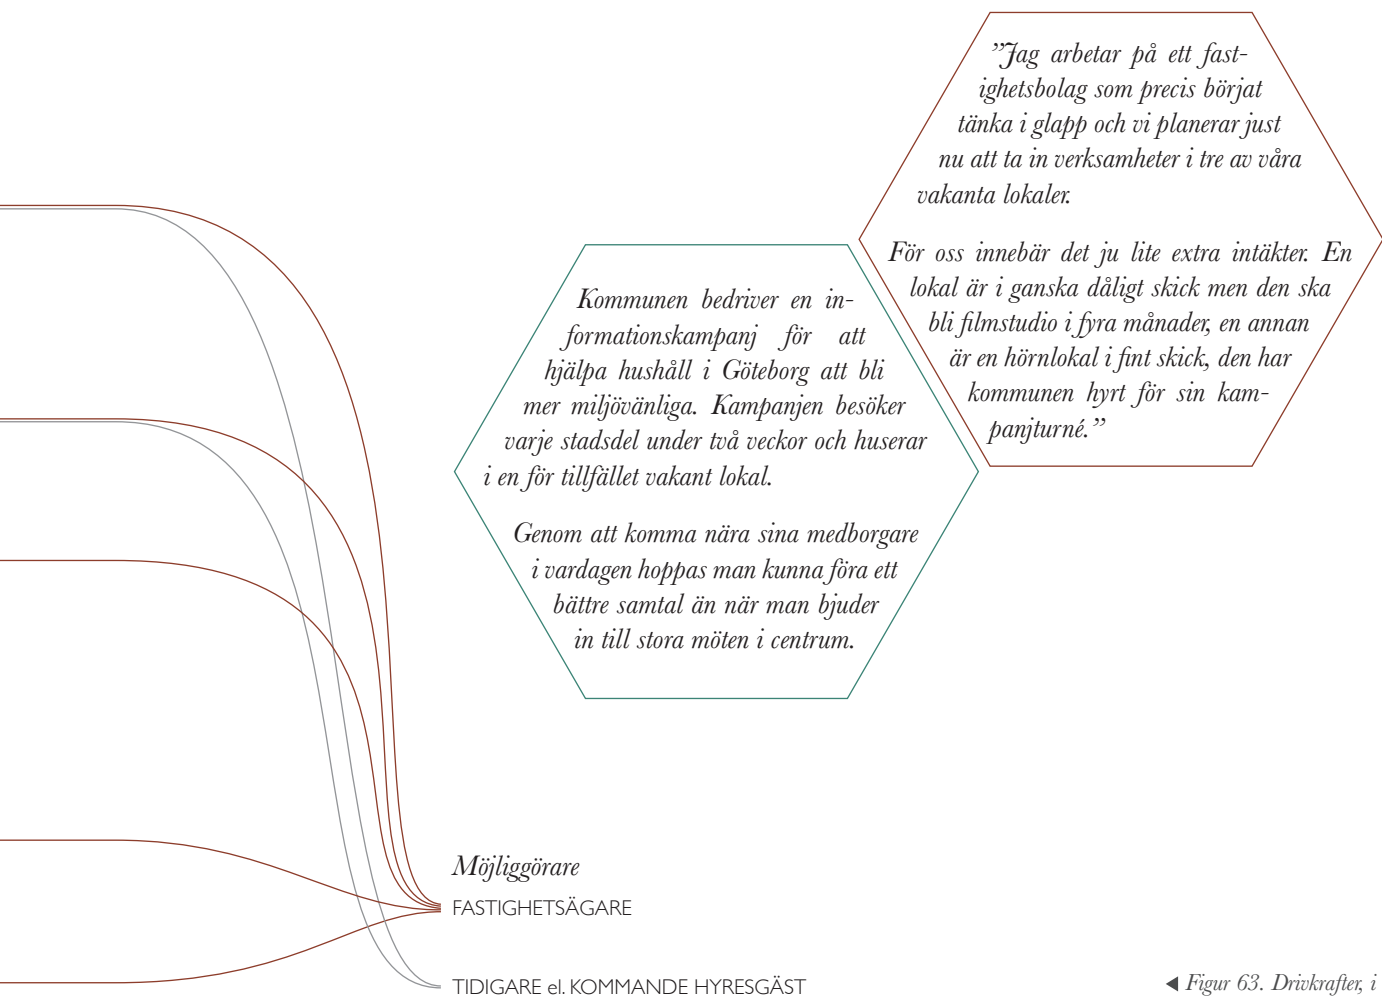 ”Jag arbetar på ett fast-
ighetsbolag som precis börjat
tänka i glapp och vi planerar just
nu att ta in verksamheter i tre av våra
vakanta lokaler.
För oss innebär det ju lite extra intäkter. En
lokal är i ganska dåligt skick men den ska
bli filmstudio i fyra månader, en annan
är en hörnlokal i fint skick, den har
kommunen hyrt för sin kam-
panjturné.”
Kommunen bedriver en in-
formationskampanj för att
hjälpa hushåll i Göteborg att bli
mer miljövänliga. Kampanjen besöker
varje stadsdel under två veckor och huserar
i en för tillfället vakant lokal.
Genom att komma nära sina medborgare
i vardagen hoppas man kunna föra ett
bättre samtal än när man bjuder
in till stora möten i centrum.
Möjliggörare
FASTIGHETSÄGARE
TIDIGARE el. KOMMANDE HYRESGÄST
◀ Figur 63. Drivkrafter, i